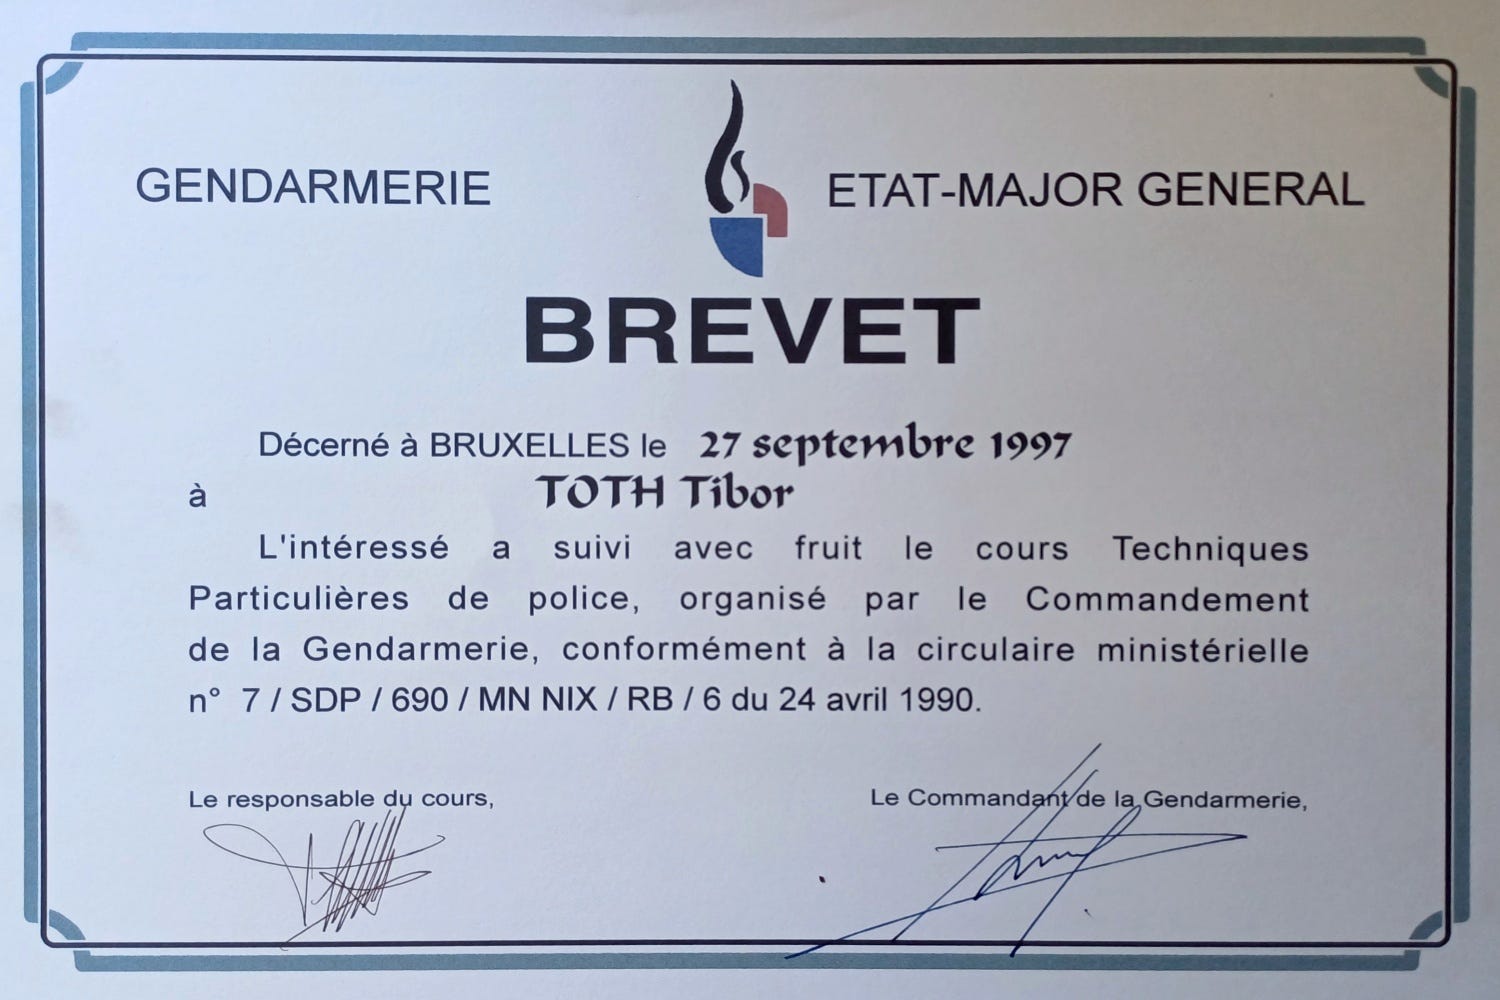 GENDARMERIE
ETAT-MAJOR GENERAL
BREVET
Décerné à BRUXELLES le 27 septembre 1997
à TOTH Tibor
L'intéressé a suivi avec fruit le cours Techniques
Particulières de police, organisé par le Commandement
de la Gendarmerie, conformément à la circulaire ministérielle
n° 7 / SDP / 690 / MN NIX / RB / 6 du 24 avril 1990.
Le responsable du cours,
Le Commandant de la Gendarmerie,